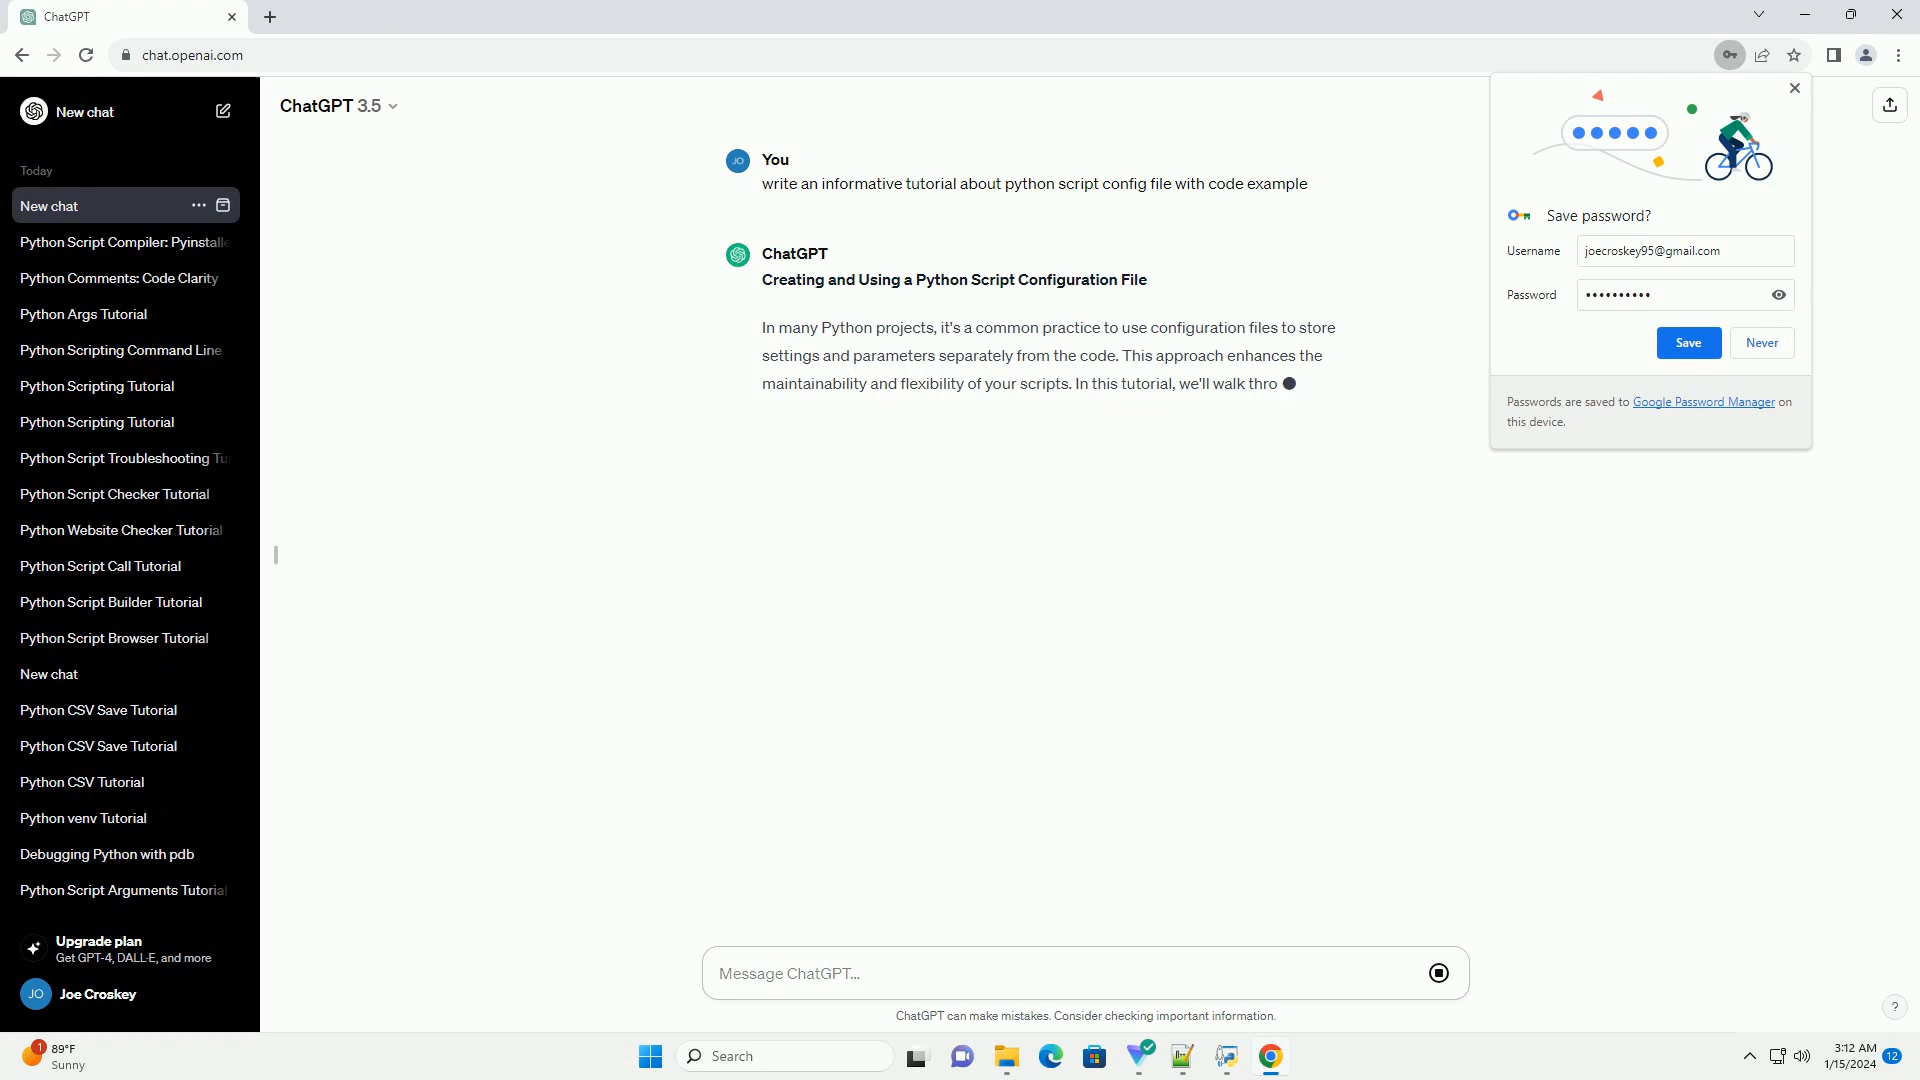 ChatGPT
chat.openai.com
New chat
Today
New chat
Python Script Compiler: Pyinstalle
Python Comments: Code Clarity
Python Args Tutorial
Python Scripting Command Line
Python Scripting Tutorial
Python Scripting Tutorial
Python Script Troubleshooting Tu
Python Script Checker Tutorial
Python Website Checker Tutorial
Python Script Call Tutorial
Python Script Builder Tutorial
Python Script Browser Tutorial
New chat
Python CSV Save Tutorial
Python CSV Save Tutorial
Python CSV Tutorial
Python venv Tutorial
Debugging Python with pdb
Python Script Arguments Tutorial
Upgrade plan
Get GPT-4, DALL·E, and more
JO Joe Croskey
ChatGPT 3.5
JO You
write an informative tutorial about python script config file with code example
ChatGPT
Creating and Using a Python Script Configuration File
In many Python projects, it's a common practice to use configuration files to store
settings and parameters separately from the code. This approach enhances the
maintainability and flexibility of your scripts. In this tutorial, we'll walk thro
Message ChatGPT...
ChatGPT can make mistakes. Consider checking important information.
?
Save password?
Username joecroskey95@gmail.com
Password ••••••••••
Save Never
Passwords are saved to Google Password Manager on
this device.
1
89°F
Sunny
Search
3:12 AM
1/15/2024
12